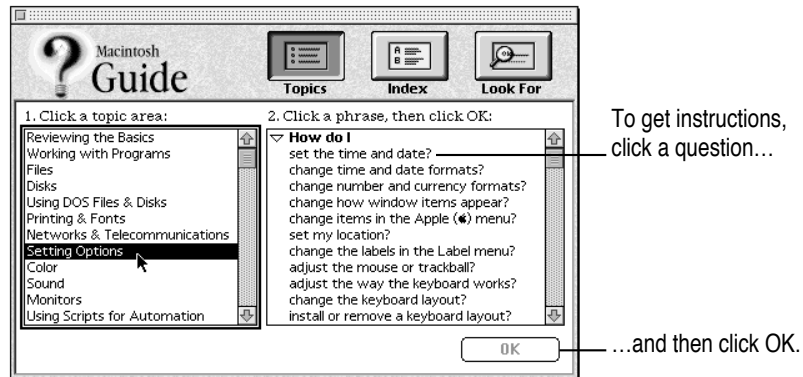 Macintosh
Guide
Topics
Index
Look For
1. Click a topic area:
Reviewing the Basics
Working with Programs
Files
Disks
Using DOS Files & Disks
Printing & Fonts
Networks & Telecommunications
Setting Options
Color
Sound
Monitors
Using Scripts for Automation
2. Click a phrase, then click OK:
How do I
set the time and date?
change time and date formats?
change number and currency formats?
change how window items appear?
change items in the Apple () menu?
set my location?
change the labels in the Label menu?
adjust the mouse or trackball?
adjust the way the keyboard works?
change the keyboard layout?
install or remove a keyboard layout?
OK
To get instructions,
click a question…
…and then click OK.